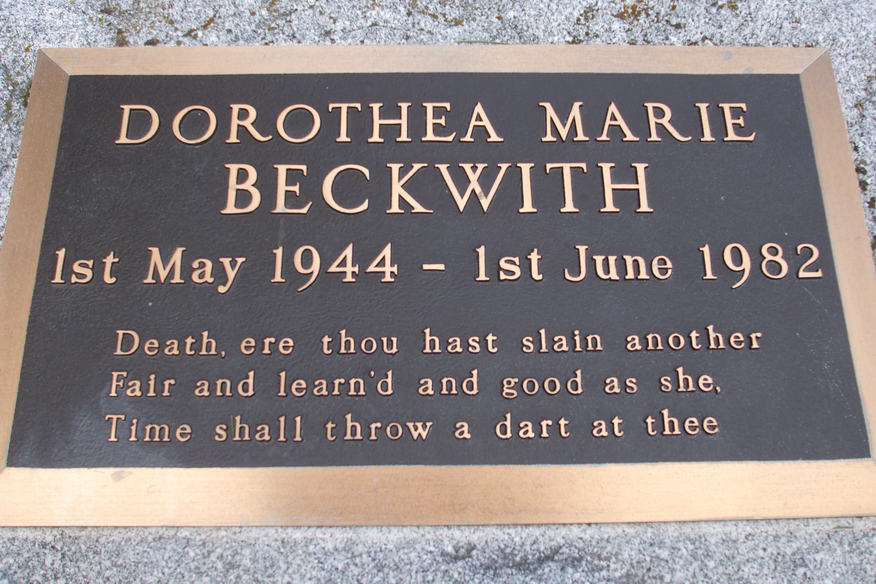 DOROTHEA MARIE
BECKWITH
1st May 1944 - 1st June 1982
Death, ere thou hast slain another
Fair and learn'd and good as she,
Time shall throw a dart at thee